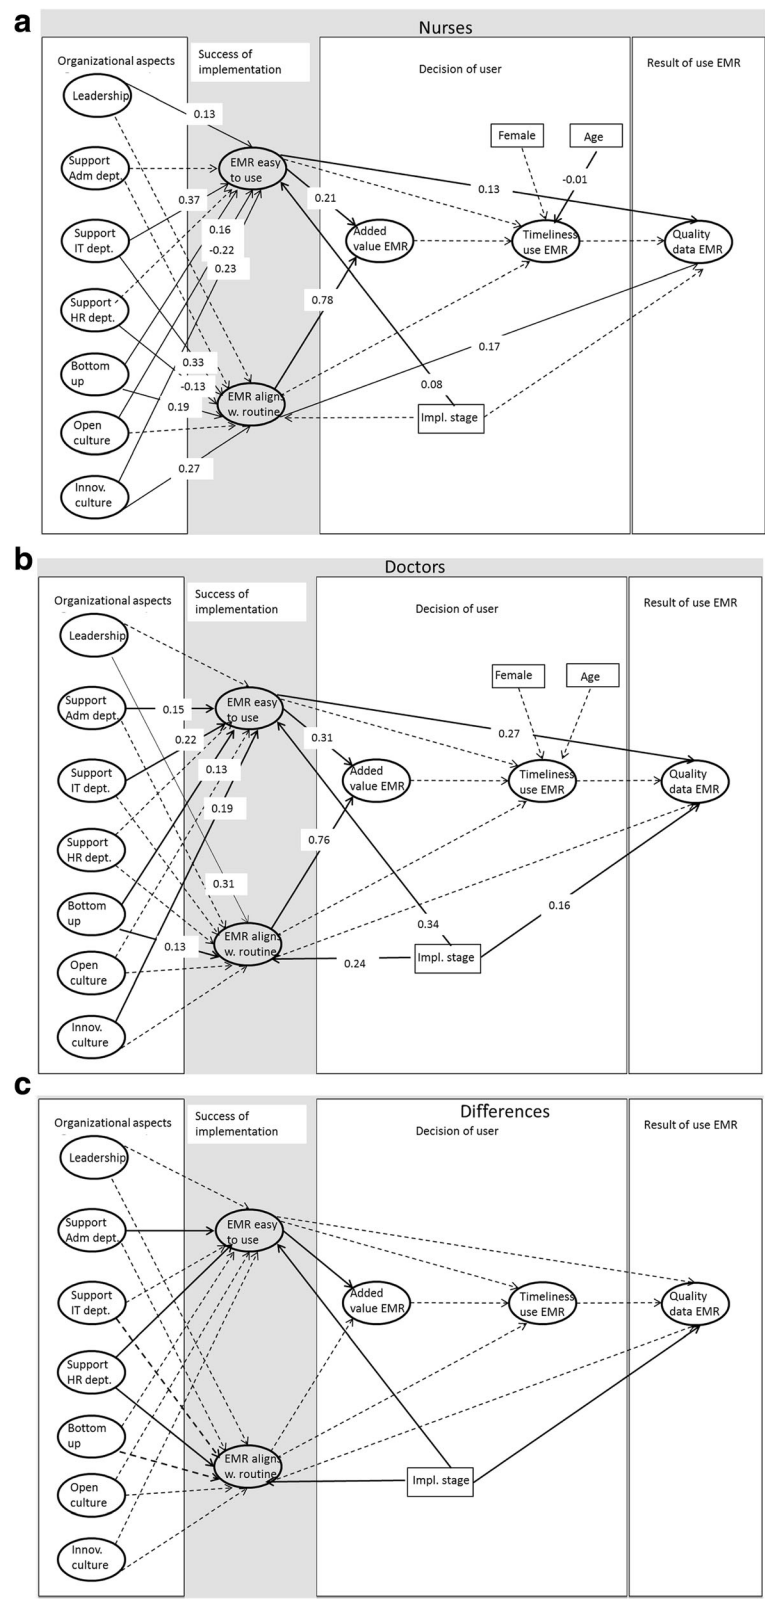 a
Nurses
Organizational aspects
Success of
implementation
Decision of user
Result of use EMR
Leadership
0.13
Female
Age
Support
Adm dept.
EMR easy
to use
-0.01
0.13
0.37
0.21
Support
IT dept.
0.16
-0.22
0.23
Added
value EMR
Timeliness
use EMR
Quality
data EMR
Support
HR dept.
0.78
0.17
Bottom
up
0.33
-0.13
0.19
EMR aligns
w. routine
0.08
Impl. stage
Open
culture
0.27
Innov.
culture
b
Doctors
Organizational aspects
Success of
implementation
Decision of user
Result of use EMR
Leadership
Female
Age
Support
Adm dept.
0.15
EMR easy
to use
0.22
0.31
0.27
Support
IT dept.
0.13
Added
value EMR
Timeliness
use EMR
Quality
data EMR
0.19
Support
HR dept.
0.76
0.31
Bottom
up
0.34
0.16
0.13
EMR aligns
w. routine
0.24
Impl. stage
Open
culture
Innov.
culture
c
Differences
Organizational aspects
Success of
implementation
Decision of user
Result of use EMR
Leadership
Support
Adm dept.
EMR easy
to use
Support
IT dept.
Added
value EMR
Timeliness
use EMR
Quality
data EMR
Support
HR dept.
Bottom
up
EMR aligns
w. routine
Impl. stage
Open
culture
Innov.
culture